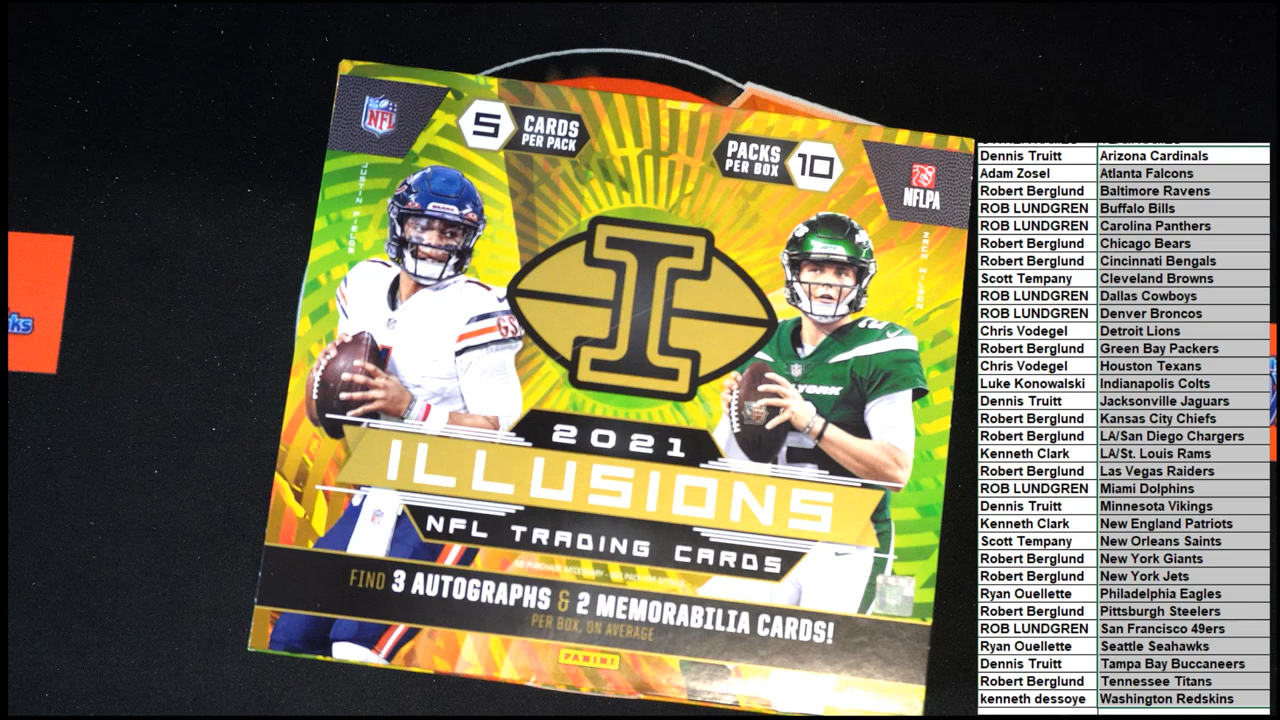 NFL
5
CARDS
PER PACK
PACKS
PER BOX
10
NFLPA
JUSTIN FIELDS
ZACH WILSON
BEARS
GSH
I
2021
ILLUSIONS
NFL TRADING CARDS
FIND 3 AUTOGRAPHS & 2 MEMORABILIA CARDS!
PER BOX, ON AVERAGE
PANINI
ks
Dennis Truitt Arizona Cardinals
Adam Zosel Atlanta Falcons
Robert Berglund Baltimore Ravens
ROB LUNDGREN Buffalo Bills
ROB LUNDGREN Carolina Panthers
Robert Berglund Chicago Bears
Robert Berglund Cincinnati Bengals
Scott Tempany Cleveland Browns
ROB LUNDGREN Dallas Cowboys
ROB LUNDGREN Denver Broncos
Chris Vodegel Detroit Lions
Robert Berglund Green Bay Packers
Chris Vodegel Houston Texans
Luke Konowalski Indianapolis Colts
Dennis Truitt Jacksonville Jaguars
Robert Berglund Kansas City Chiefs
Robert Berglund LA/San Diego Chargers
Kenneth Clark LA/St. Louis Rams
Robert Berglund Las Vegas Raiders
ROB LUNDGREN Miami Dolphins
Dennis Truitt Minnesota Vikings
Kenneth Clark New England Patriots
Scott Tempany New Orleans Saints
Robert Berglund New York Giants
Robert Berglund New York Jets
Ryan Ouellette Philadelphia Eagles
Robert Berglund Pittsburgh Steelers
ROB LUNDGREN San Francisco 49ers
Ryan Ouellette Seattle Seahawks
Dennis Truitt Tampa Bay Buccaneers
Robert Berglund Tennessee Titans
kenneth dessoye Washington Redskins